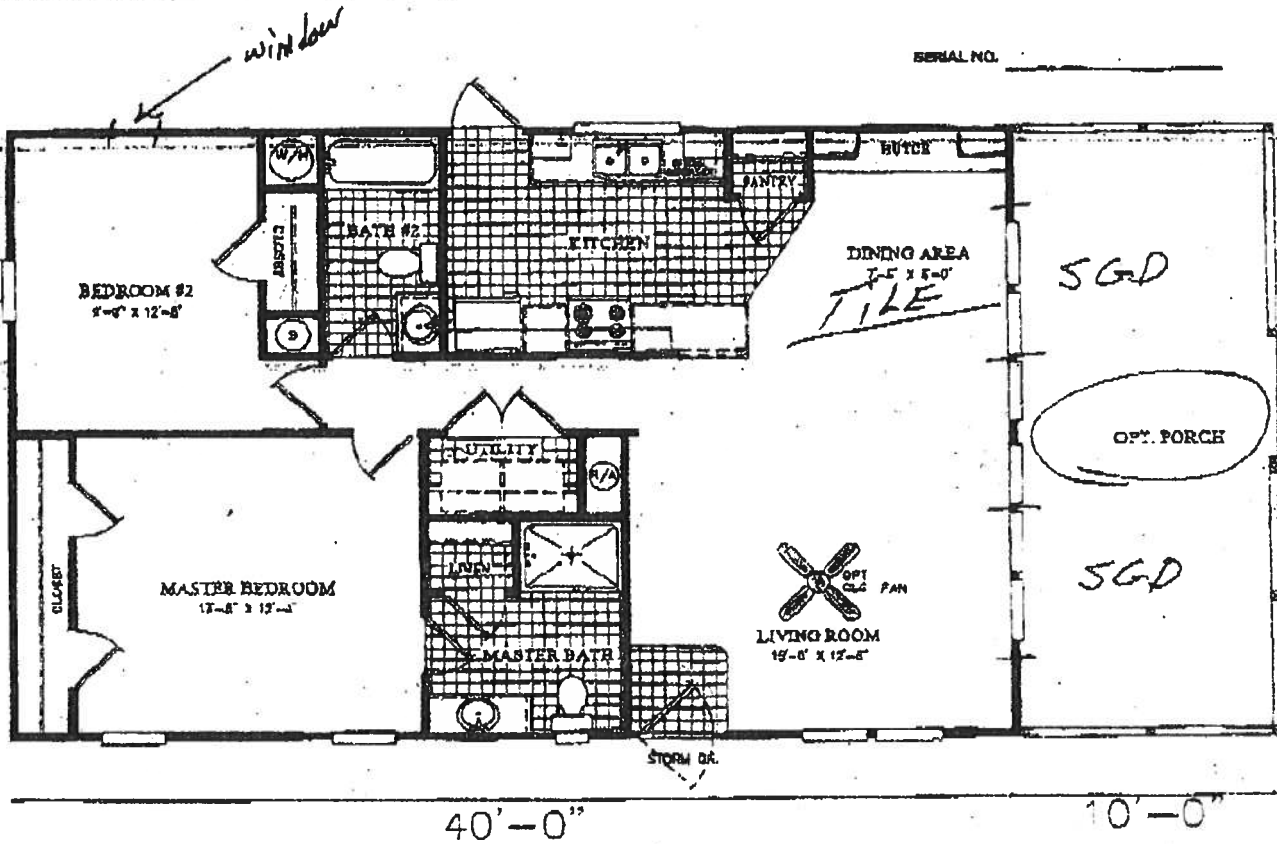 window
SERIAL NO.
W/H
HUTCH
PANTRY
CLOSET
BATH #2
KITCHEN
DINING AREA
SGD
TILE
BEDROOM #2
D
OPT. PORCH
UTILITY
LINEN
CLOSET
MASTER BEDROOM
OPT
FAN
SGD
LIVING ROOM
MASTER BATH
STORM DR.
40'-0"
10'-0"